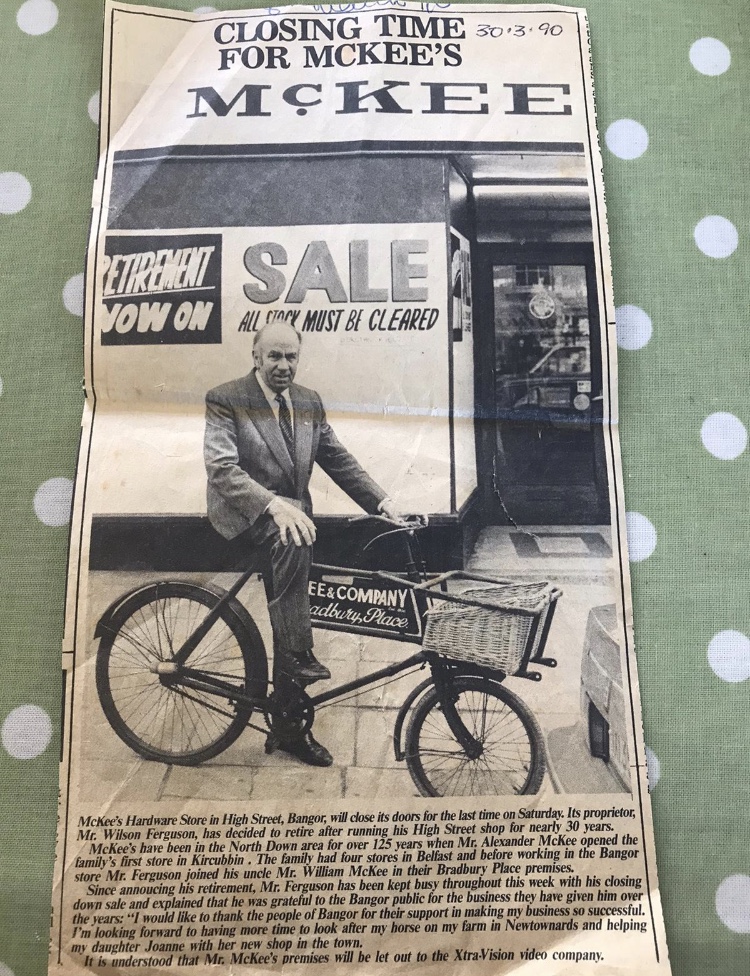 CLOSING TIME 30·3·90
FOR MCKEE'S
McKEE
RETIREMENT
NOW ON
SALE
ALL STOCK MUST BE CLEARED
EE & COMPANY
adbury Place
McKee's Hardware Store in High Street, Bangor, will close its doors for the last time on Saturday. Its proprietor,
Mr. Wilson Ferguson, has decided to retire after running his High Street shop for nearly 30 years.
McKee's have been in the North Down area for over 125 years when Mr. Alexander McKee opened the
family's first store in Kircubbin . The family had four stores in Belfast and before working in the Bangor
store Mr. Ferguson joined his uncle Mr. William McKee in their Bradbury Place premises.
Since annoucing his retirement, Mr. Ferguson has been kept busy throughout this week with his closing
down sale and explained that he was grateful to the Bangor public for the business they have given him over
the years: “I would like to thank the people of Bangor for their support in making my business so successful.
I'm looking forward to having more time to look after my horse on my farm in Newtownards and helping
my daughter Joanne with her new shop in the town.
It is understood that Mr. McKee's premises will be let out to the Xtra-Vision video company.